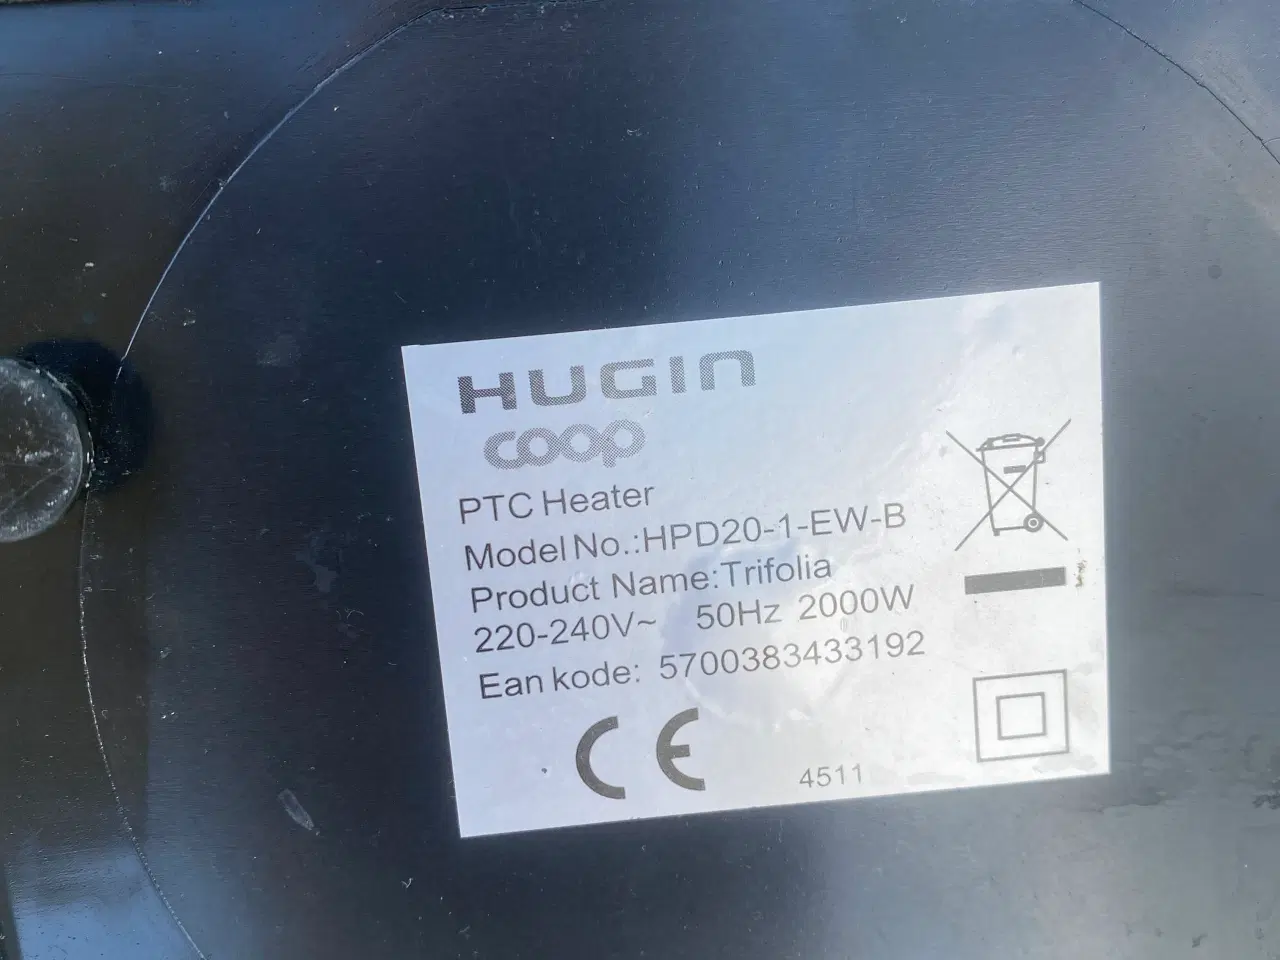 HUGIN
coop
PTC Heater
Model No.:HPD20-1-EW-B
Product Name:Trifolia
220-240V~ 50Hz 2000W
Ean kode: 5700383433192
CE
4511